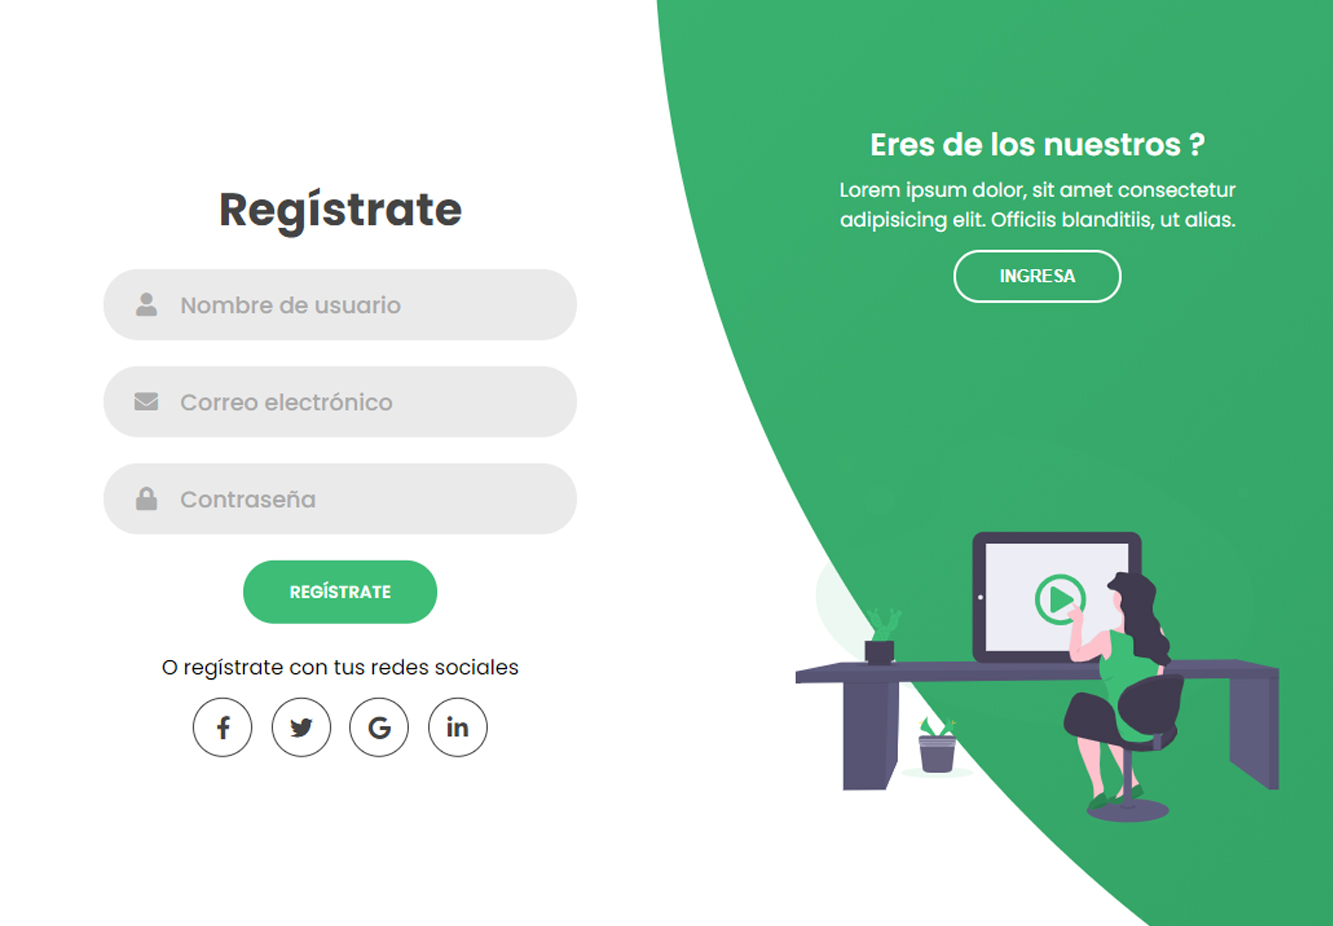 Regístrate
Nombre de usuario
Correo electrónico
Contraseña
REGÍSTRATE
O regístrate con tus redes sociales
Eres de los nuestros ?
Lorem ipsum dolor, sit amet consectetur
adipisicing elit. Officiis blanditiis, ut alias.
INGRESA